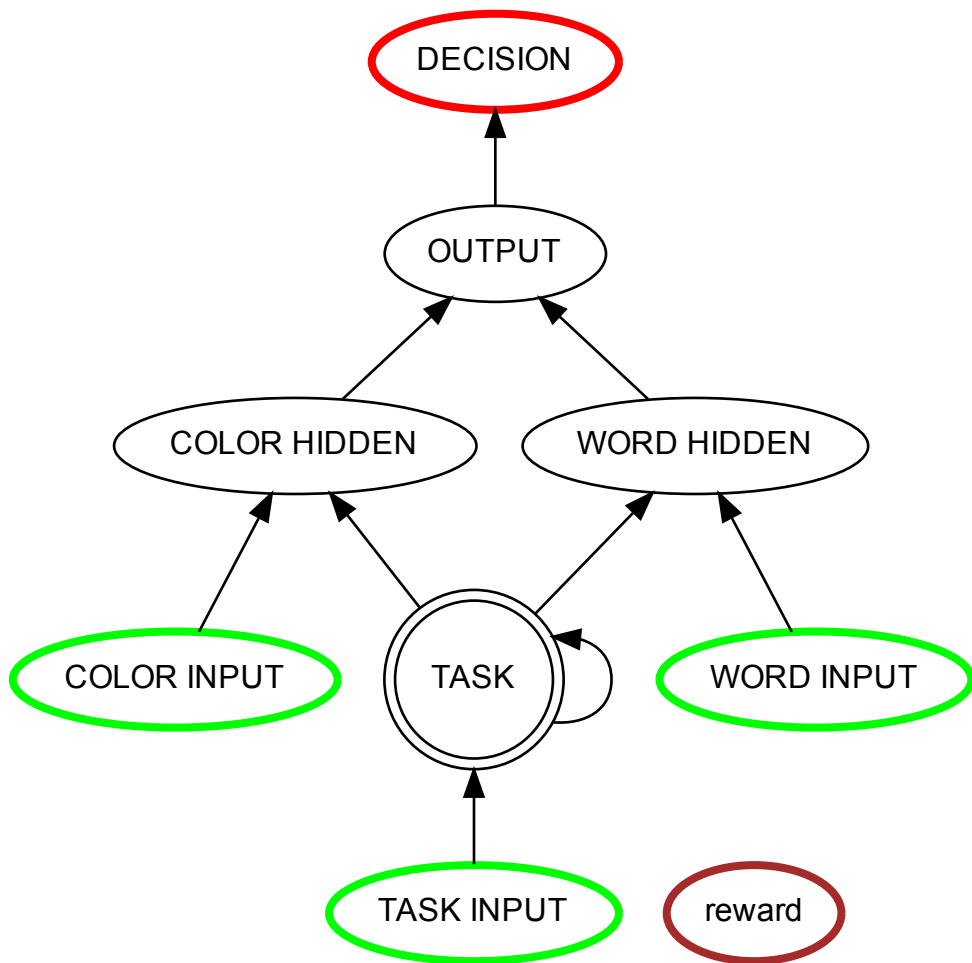 DECISION
OUTPUT
COLOR HIDDEN
WORD HIDDEN
COLOR INPUT
TASK
WORD INPUT
TASK INPUT
reward